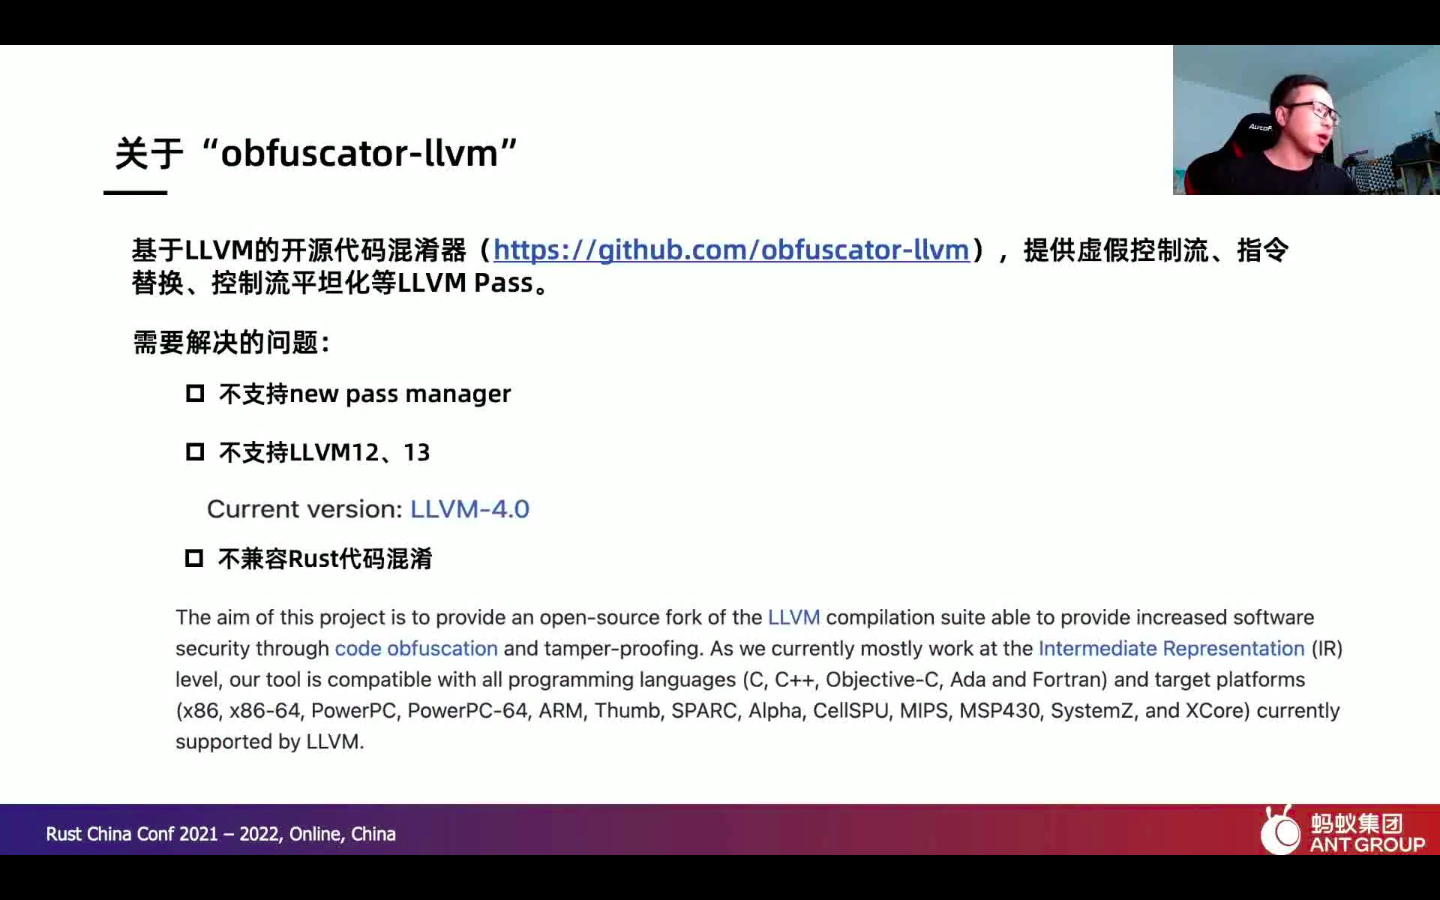 关于“obfuscator-llvm”
基于LLVM的开源代码混淆器（https://github.com/obfuscator-llvm），提供虚假控制流、指令
替换、控制流平坦化等LLVM Pass。
需要解决的问题：
不支持new pass manager
不支持LLVM12、13
Current version: LLVM-4.0
不兼容Rust代码混淆
The aim of this project is to provide an open-source fork of the LLVM compilation suite able to provide increased software
security through code obfuscation and tamper-proofing. As we currently mostly work at the Intermediate Representation (IR)
level, our tool is compatible with all programming languages (C, C++, Objective-C, Ada and Fortran) and target platforms
(x86, x86-64, PowerPC, PowerPC-64, ARM, Thumb, SPARC, Alpha, CellSPU, MIPS, MSP430, SystemZ, and XCore) currently
supported by LLVM.
Rust China Conf 2021 – 2022, Online, China
蚂蚁集团
ANT GROUP